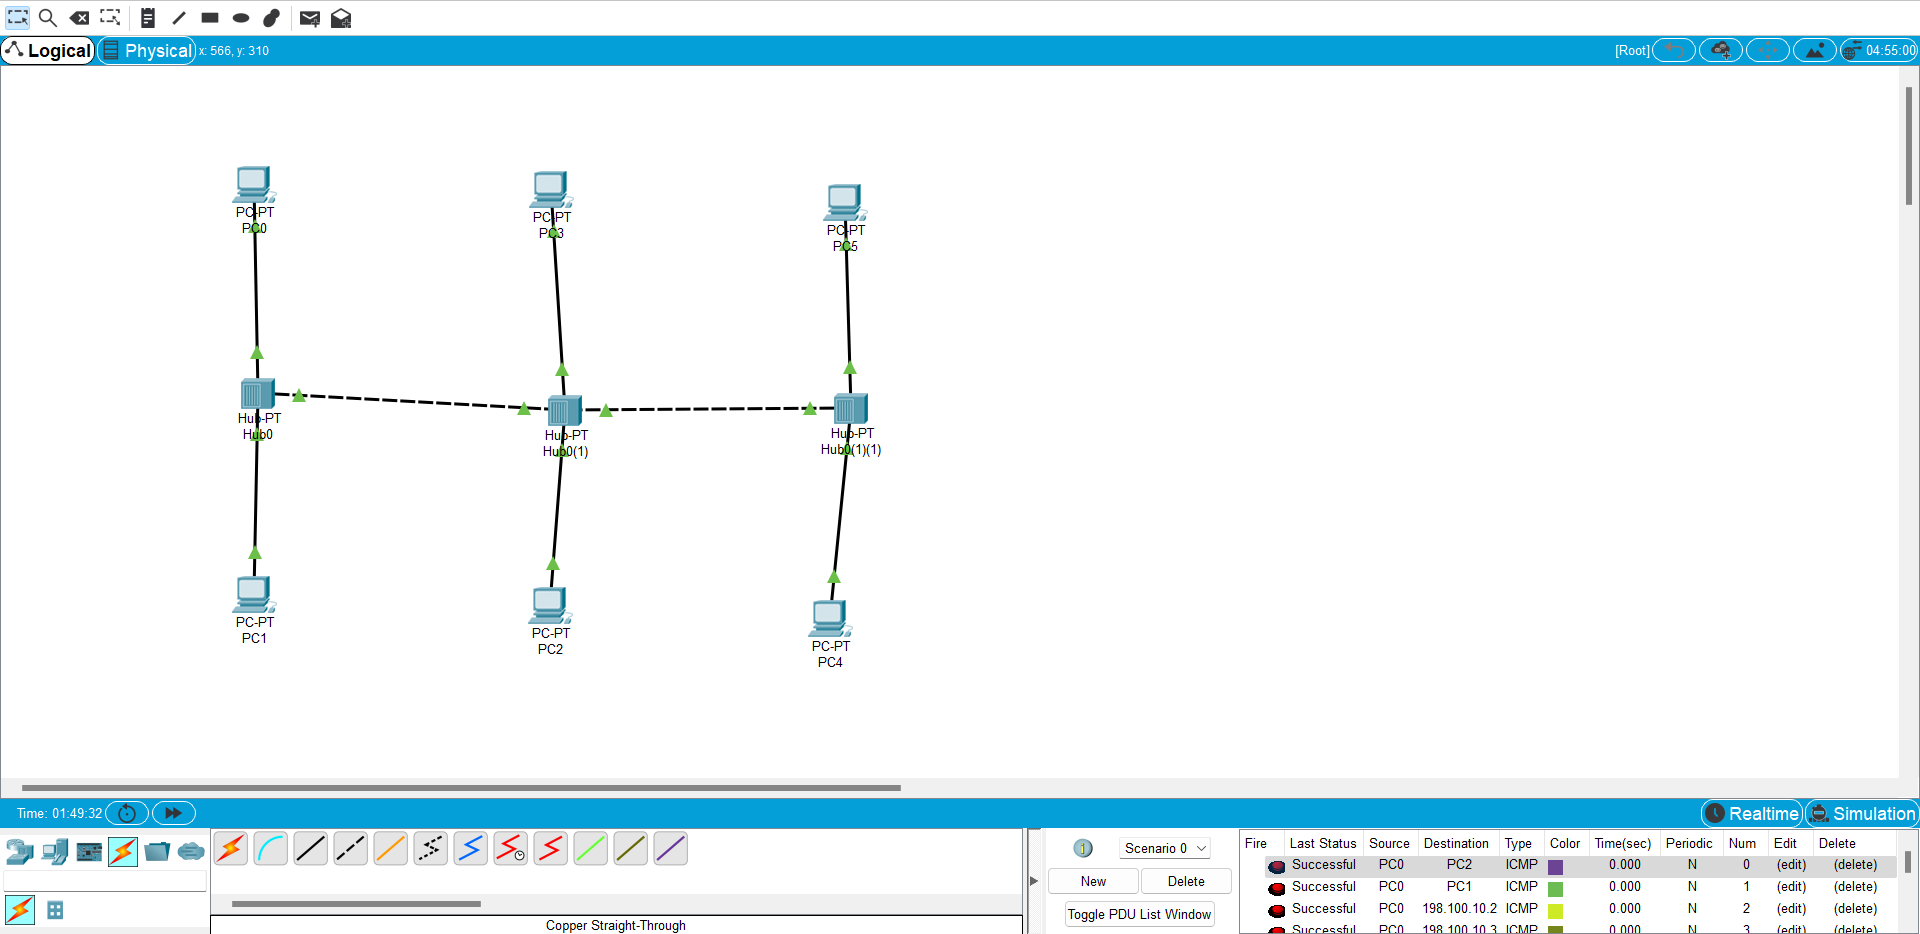 Logical Physical x: 566, y: 310 [Root] 04:55:00
PC-PT
PC0
PC-PT
PC3
PC-PT
PC5
Hub-PT
Hub0
Hub-PT
Hub0(1)
Hub-PT
Hub0(1)(1)
PC-PT
PC1
PC-PT
PC2
PC-PT
PC4
Time: 01:49:32 Realtime Simulation
Scenario 0
New Delete
Toggle PDU List Window
Copper Straight-Through
Fire Last Status Source Destination Type Color Time(sec) Periodic Num Edit Delete
Successful PC0 PC2 ICMP 0.000 N 0 (edit) (delete)
Successful PC0 PC1 ICMP 0.000 N 1 (edit) (delete)
Successful PC0 198.100.10.2 ICMP 0.000 N 2 (edit) (delete)
Successful PC0 198.100.10.3 ICMP 0.000 N 3 (edit) (delete)